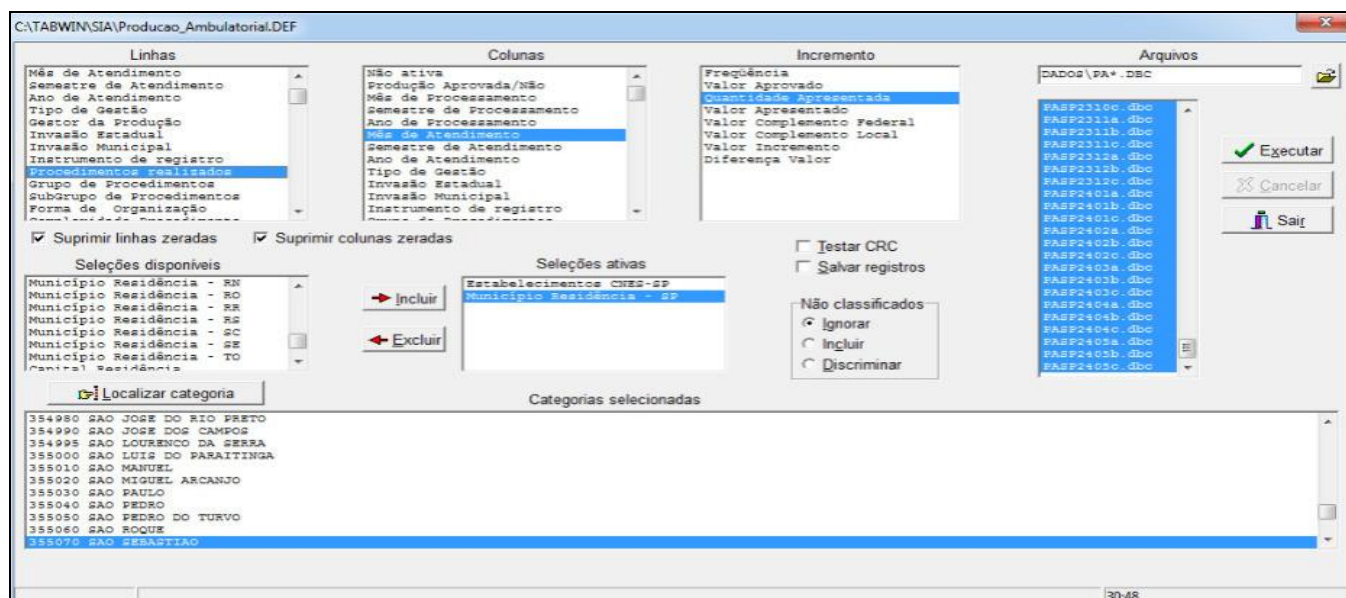 C:\TABWIN\SIA\Producao_Ambulatorial.DEF
Linhas
Mês de Atendimento
Semestre de Atendimento
Ano de Atendimento
Tipo de Gestão
Gestor da Produção
Invasão Estadual
Invasão Municipal
Instrumento de registro
Procedimentos realizados
Grupo de Procedimentos
SubGrupo de Procedimentos
Forma de Organização
Colunas
Não ativa
Produção Aprovada/Não
Mês de Processamento
Semestre de Processamento
Ano de Processamento
Mês de Atendimento
Semestre de Atendimento
Ano de Atendimento
Tipo de Gestão
Invasão Estadual
Invasão Municipal
Instrumento de registro
Incremento
Freqüência
Valor Aprovado
Quantidade Apresentada
Valor Apresentado
Valor Complemento Federal
Valor Complemento Local
Valor Incremento
Diferença Valor
Arquivos
DADOS\PA*.DBC
PASP2310c.dbc
PASP2311a.dbc
PASP2311b.dbc
PASP2311c.dbc
PASP2312a.dbc
PASP2312b.dbc
PASP2312c.dbc
PASP2401a.dbc
PASP2401b.dbc
PASP2401c.dbc
PASP2402a.dbc
PASP2402b.dbc
PASP2402c.dbc
PASP2403a.dbc
PASP2403b.dbc
PASP2403c.dbc
PASP2404a.dbc
PASP2404b.dbc
PASP2404c.dbc
PASP2405a.dbc
PASP2405b.dbc
PASP2405c.dbc
Executar
Cancelar
Sair
Suprimir linhas zeradas
Suprimir colunas zeradas
Seleções disponíveis
Município Residência - RN
Município Residência - RO
Município Residência - RR
Município Residência - RS
Município Residência - SC
Município Residência - SE
Município Residência - TO
Capital Residência
Incluir
Excluir
Seleções ativas
Estabelecimentos CNES-SP
Município Residência - SP
Testar CRC
Salvar registros
Não classificados
Ignorar
Incluir
Discriminar
Localizar categoria
Categorias selecionadas
354980 SAO JOSE DO RIO PRETO
354990 SAO JOSE DOS CAMPOS
354995 SAO LOURENCO DA SERRA
355000 SAO LUIS DO PARAITINGA
355010 SAO MANUEL
355020 SAO MIGUEL ARCANJO
355030 SAO PAULO
355040 SAO PEDRO
355050 SAO PEDRO DO TURVO
355060 SAO ROQUE
355070 SAO SEBASTIAO
30:48